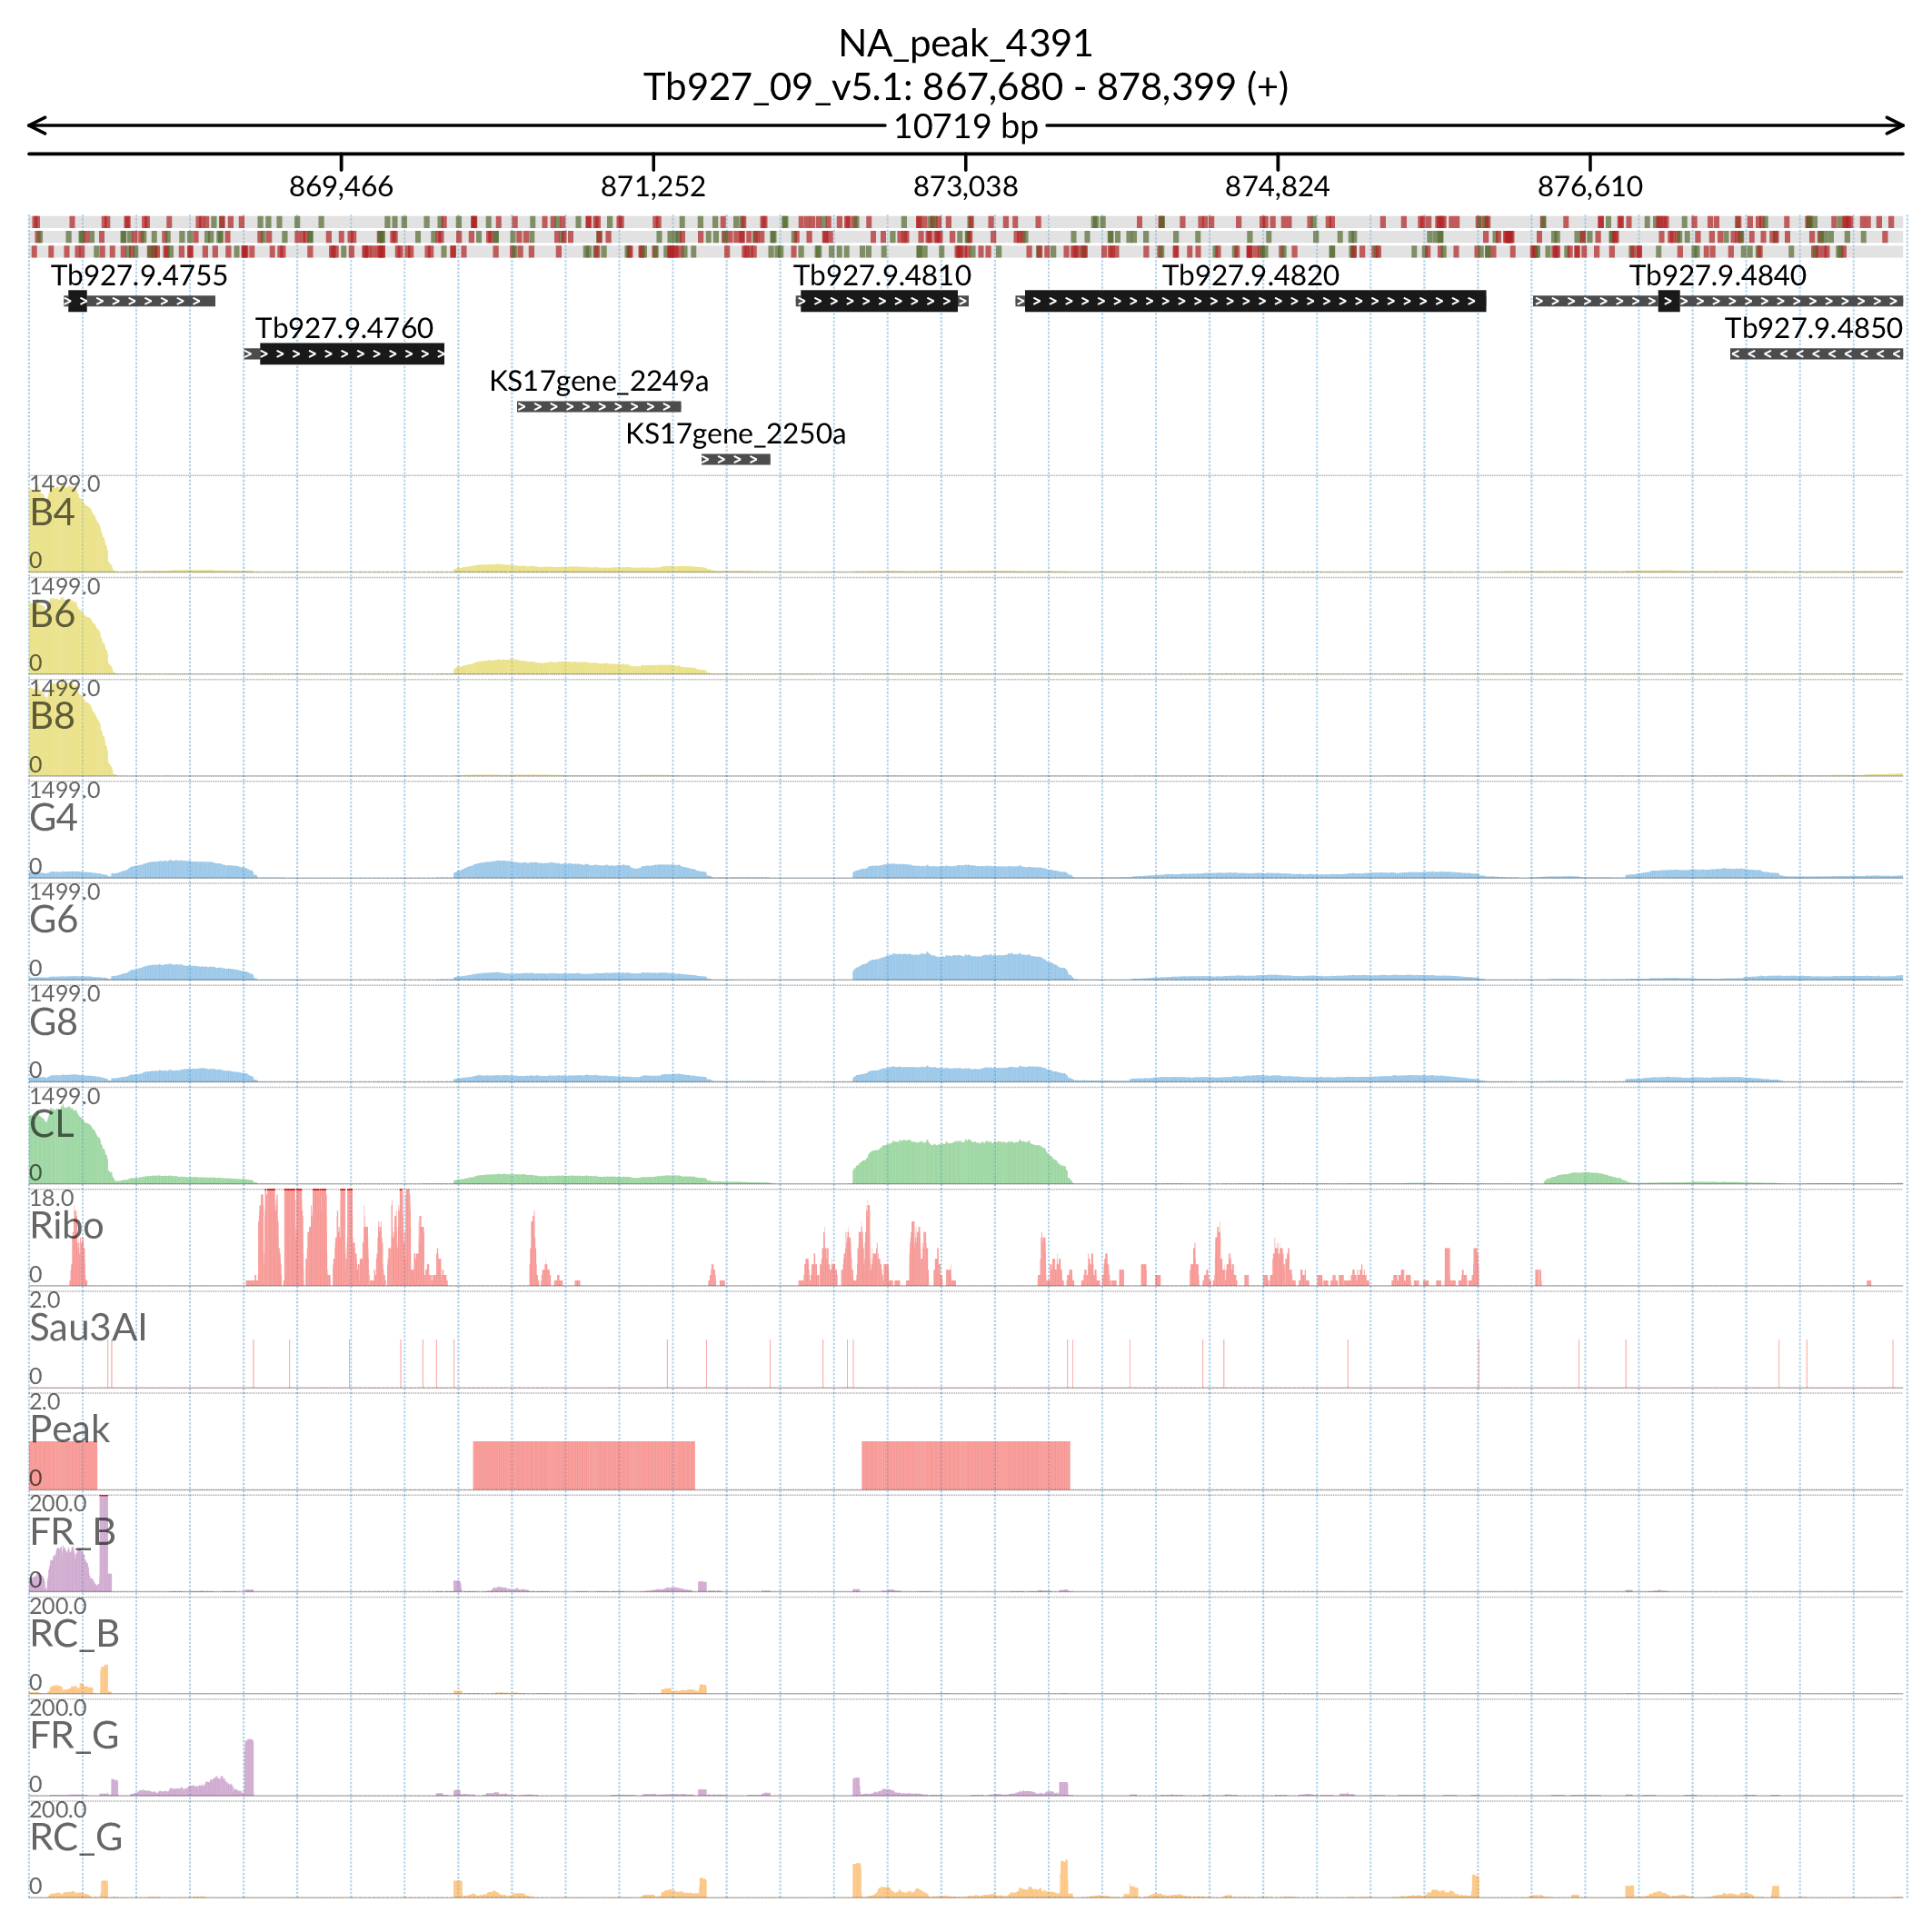 NA_peak_4391
Tb927_09_v5.1: 867,680 - 878,399 (+)
10719 bp
869,466 871,252 873,038 874,824 876,610
Tb927.9.4755 Tb927.9.4810 Tb927.9.4820 Tb927.9.4840
Tb927.9.4760 Tb927.9.4850
KS17gene_2249a
KS17gene_2250a
1499.0
B4
0
1499.0
B6
0
1499.0
B8
0
1499.0
G4
0
1499.0
G6
0
1499.0
G8
0
1499.0
CL
0
18.0
Ribo
0
2.0
Sau3AI
0
2.0
Peak
0
200.0
FR_B
0
200.0
RC_B
0
200.0
FR_G
0
200.0
RC_G
0